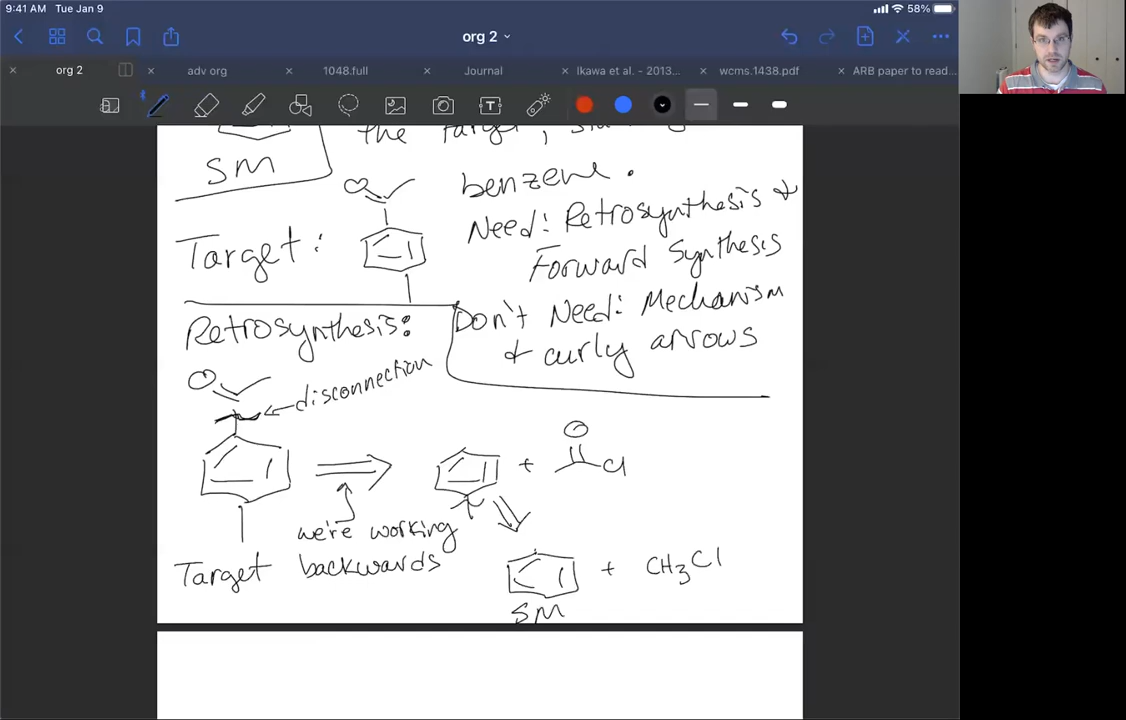 9:41 AM Tue Jan 9
58%
org 2
org 2
adv org
1048.full
Journal
Ikawa et al. - 2013...
wcms.1438.pdf
ARB paper to read...
the target,
SM
benzene.
Need: Retrosynthesis &
Target:
O
Forward Synthesis
Don't Need: Mechanism
& curly arrows
Retrosynthesis:
disconnection
O
O
+
Cl
we're working
backwards
Target
+ CH3Cl
SM